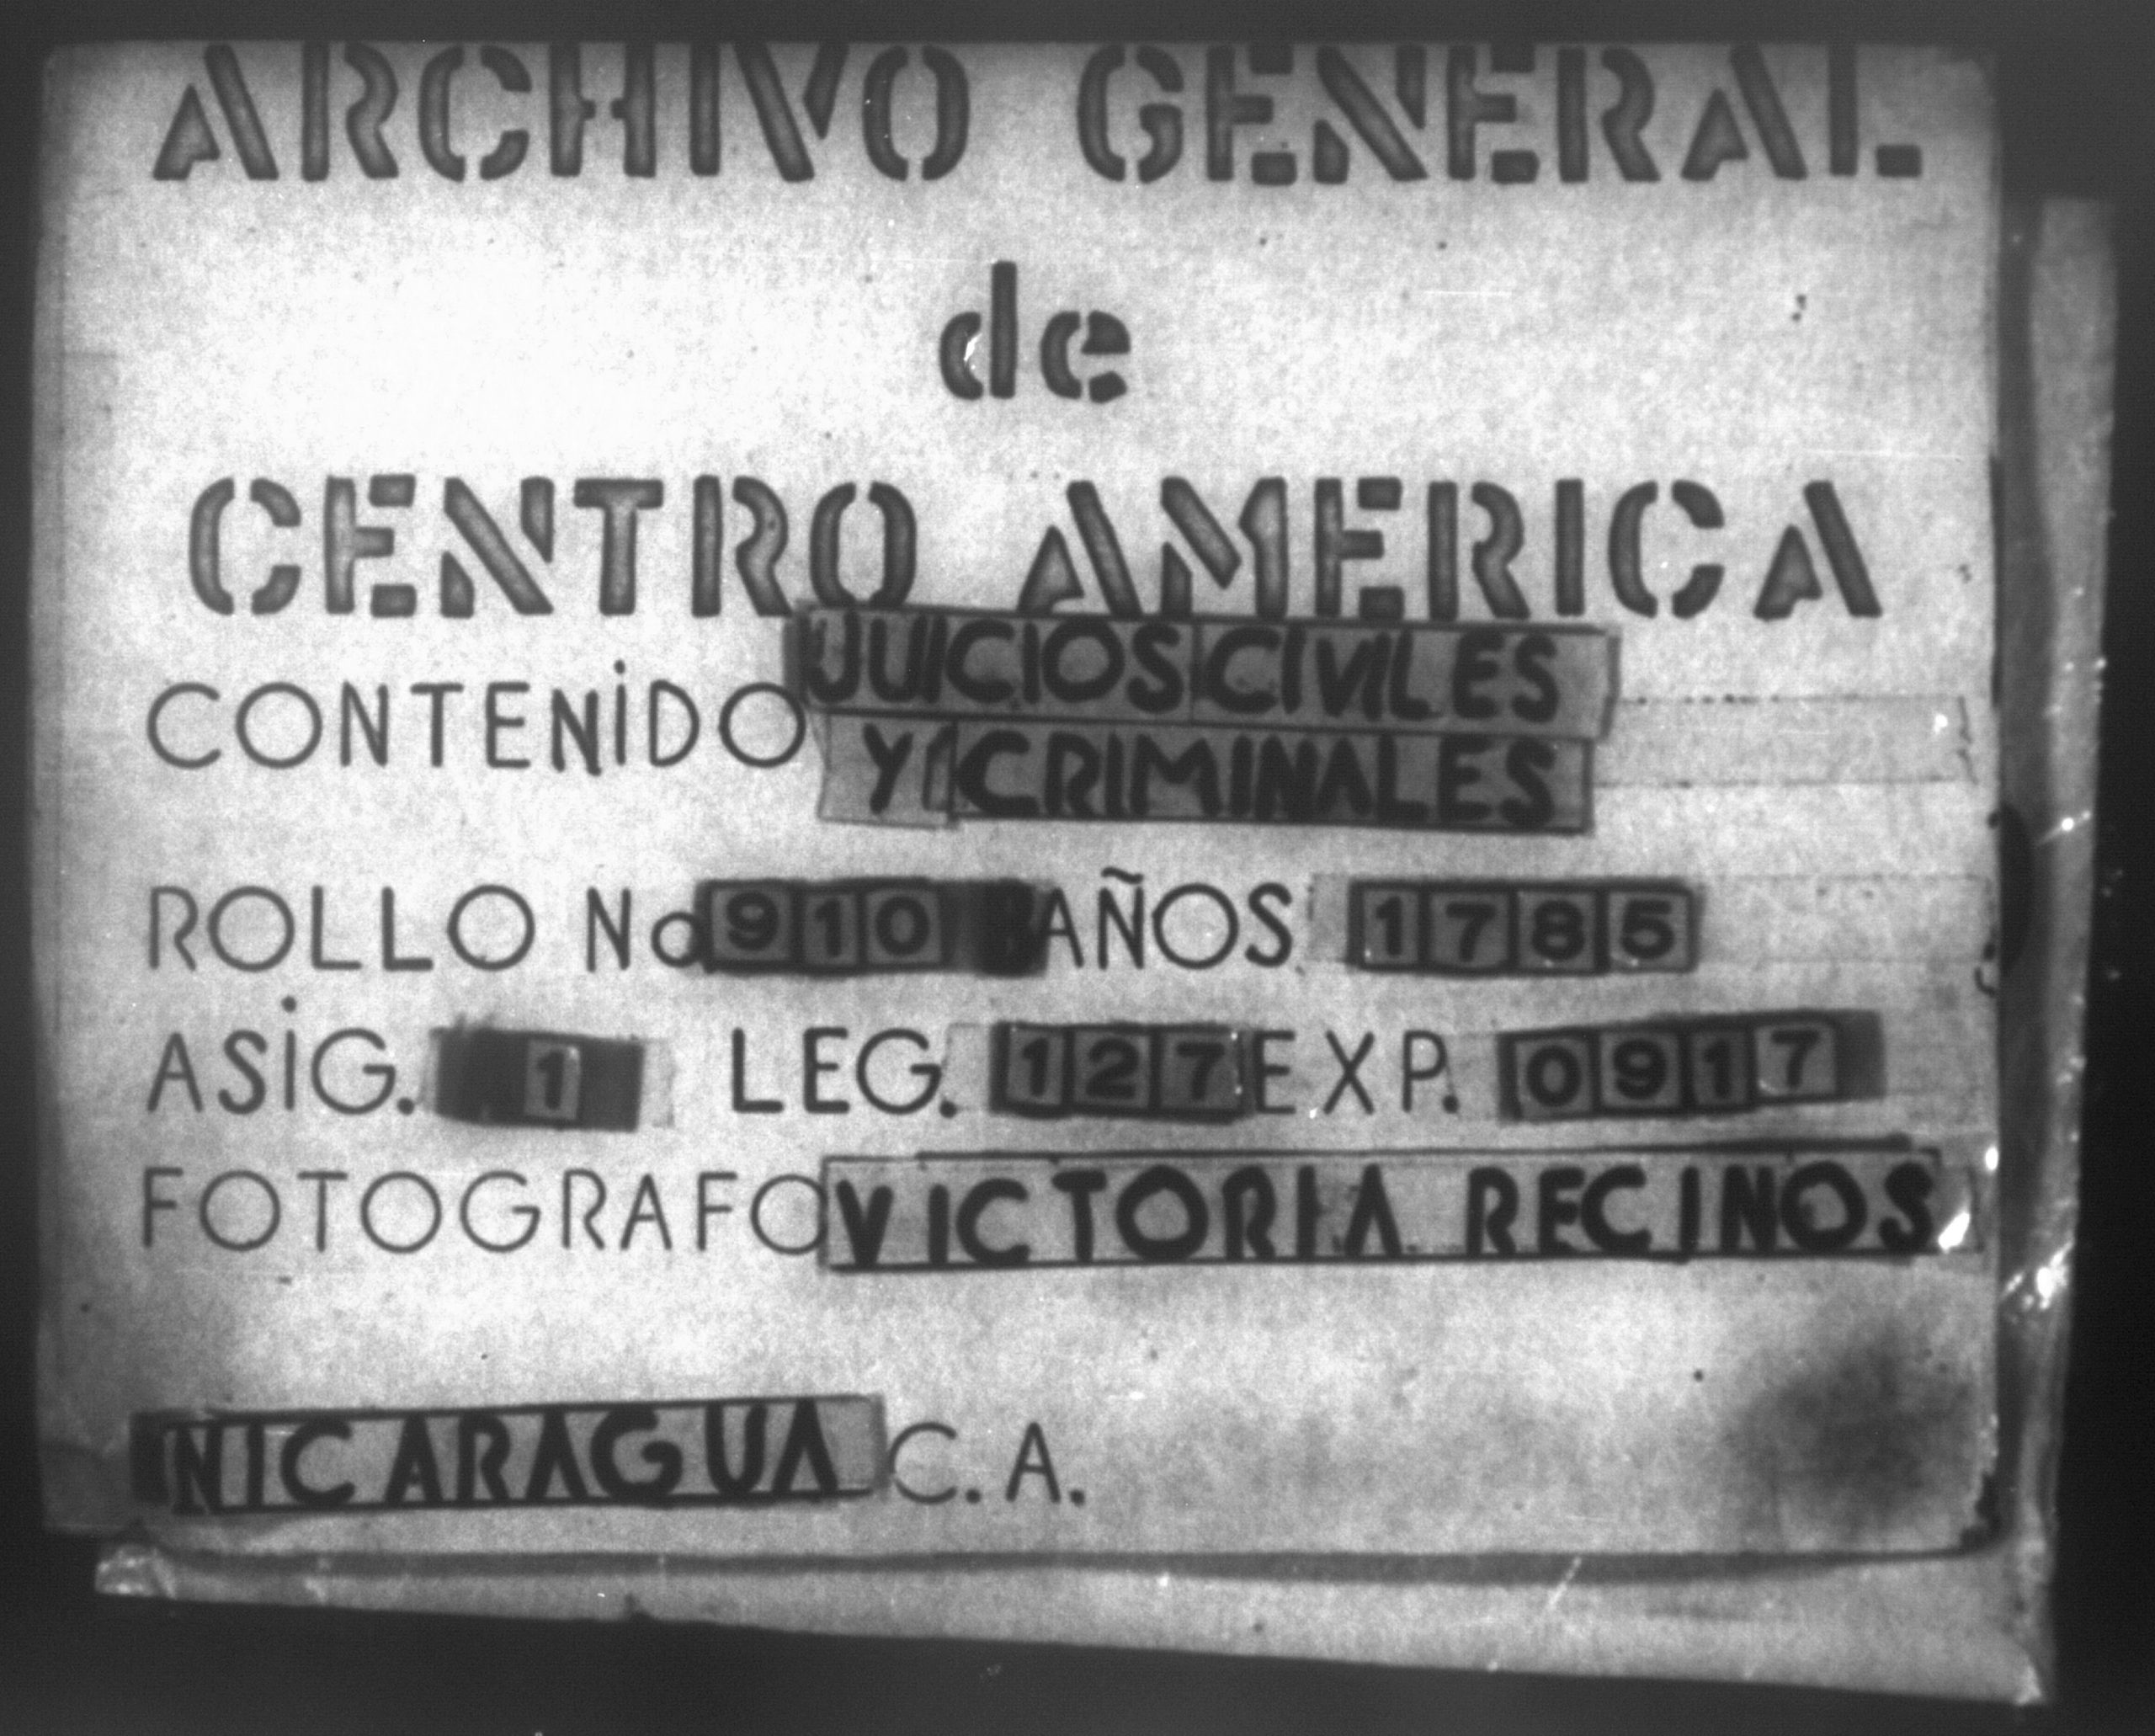 ARCHIVO GENERAL
de
CENTRO AMERICA
CONTENIDO JUICIOS CIVILES
Y CRIMINALES
ROLLO No 910 AÑOS 1785
ASIG. 1 LEG. 127 EXP. 0917
FOTOGRAFO VICTORIA RECINOS
NICARAGUA C.A.